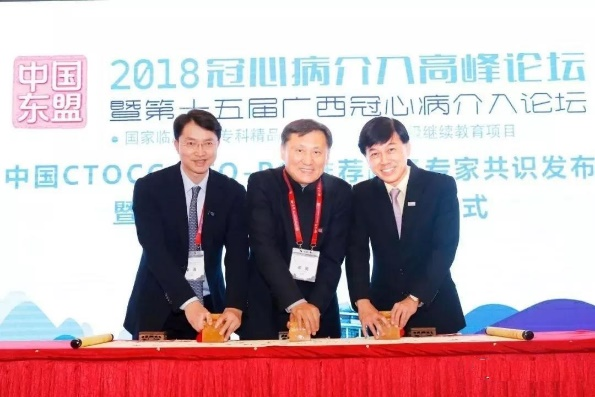 中国
东盟
2018冠心病介入高峰论坛
暨第十五届广西冠心病介入论坛
国家临 专科精品 继续教育项目
中国CTOCC 荐 专家共识发布
暨 式